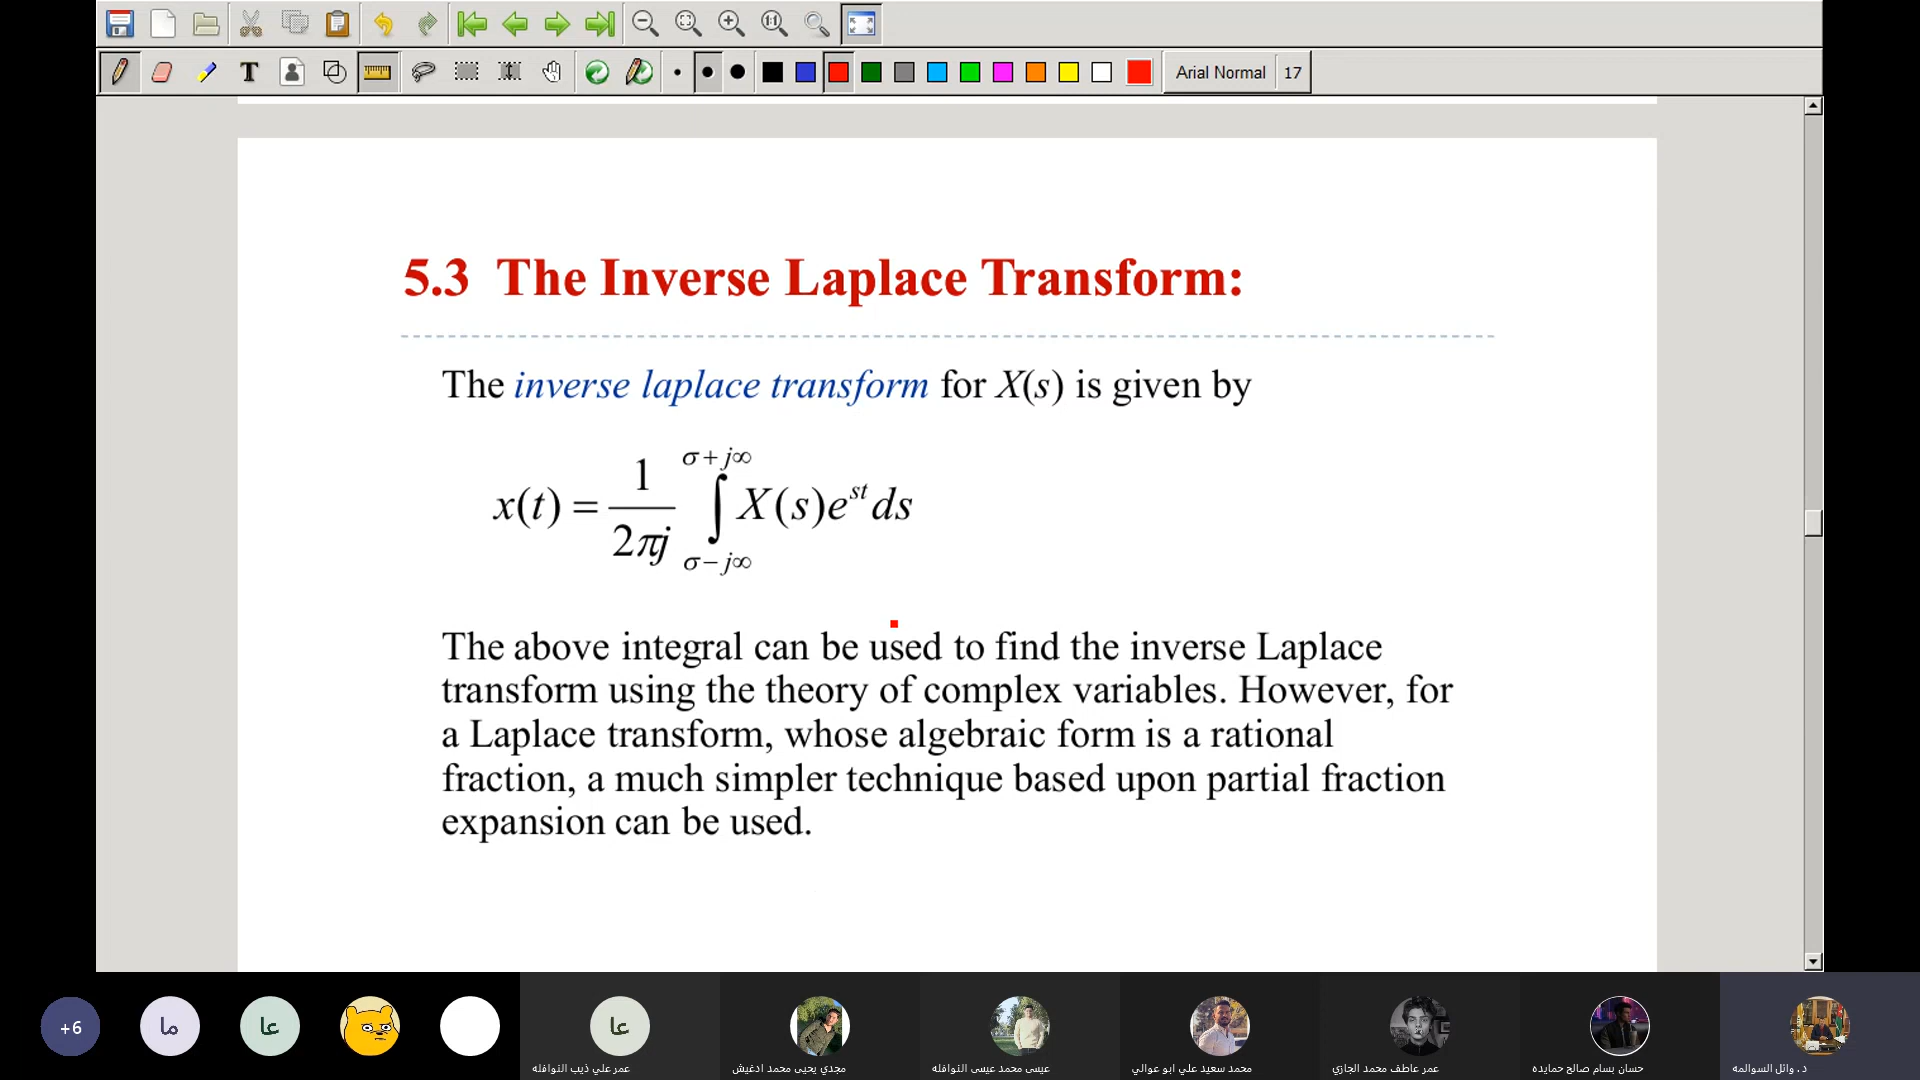 Arial Normal 17
5.3 The Inverse Laplace Transform:
The inverse laplace transform for X(s) is given by
x(t) = 1/2πj ∫_{σ−j∞}^{σ+j∞} X(s)e^{st} ds
The above integral can be used to find the inverse Laplace
transform using the theory of complex variables. However, for
a Laplace transform, whose algebraic form is a rational
fraction, a much simpler technique based upon partial fraction
expansion can be used.
+6
ما
عا
عا
عمر علي ذيب النوافله
مجدي يحيى محمد ادغيش
عيسى محمد عيسى النوافله
محمد سعيد علي ابو عوالي
عمر عاطف محمد الجازي
حسان بسام صالح حمايده
د. وائل السوالمه